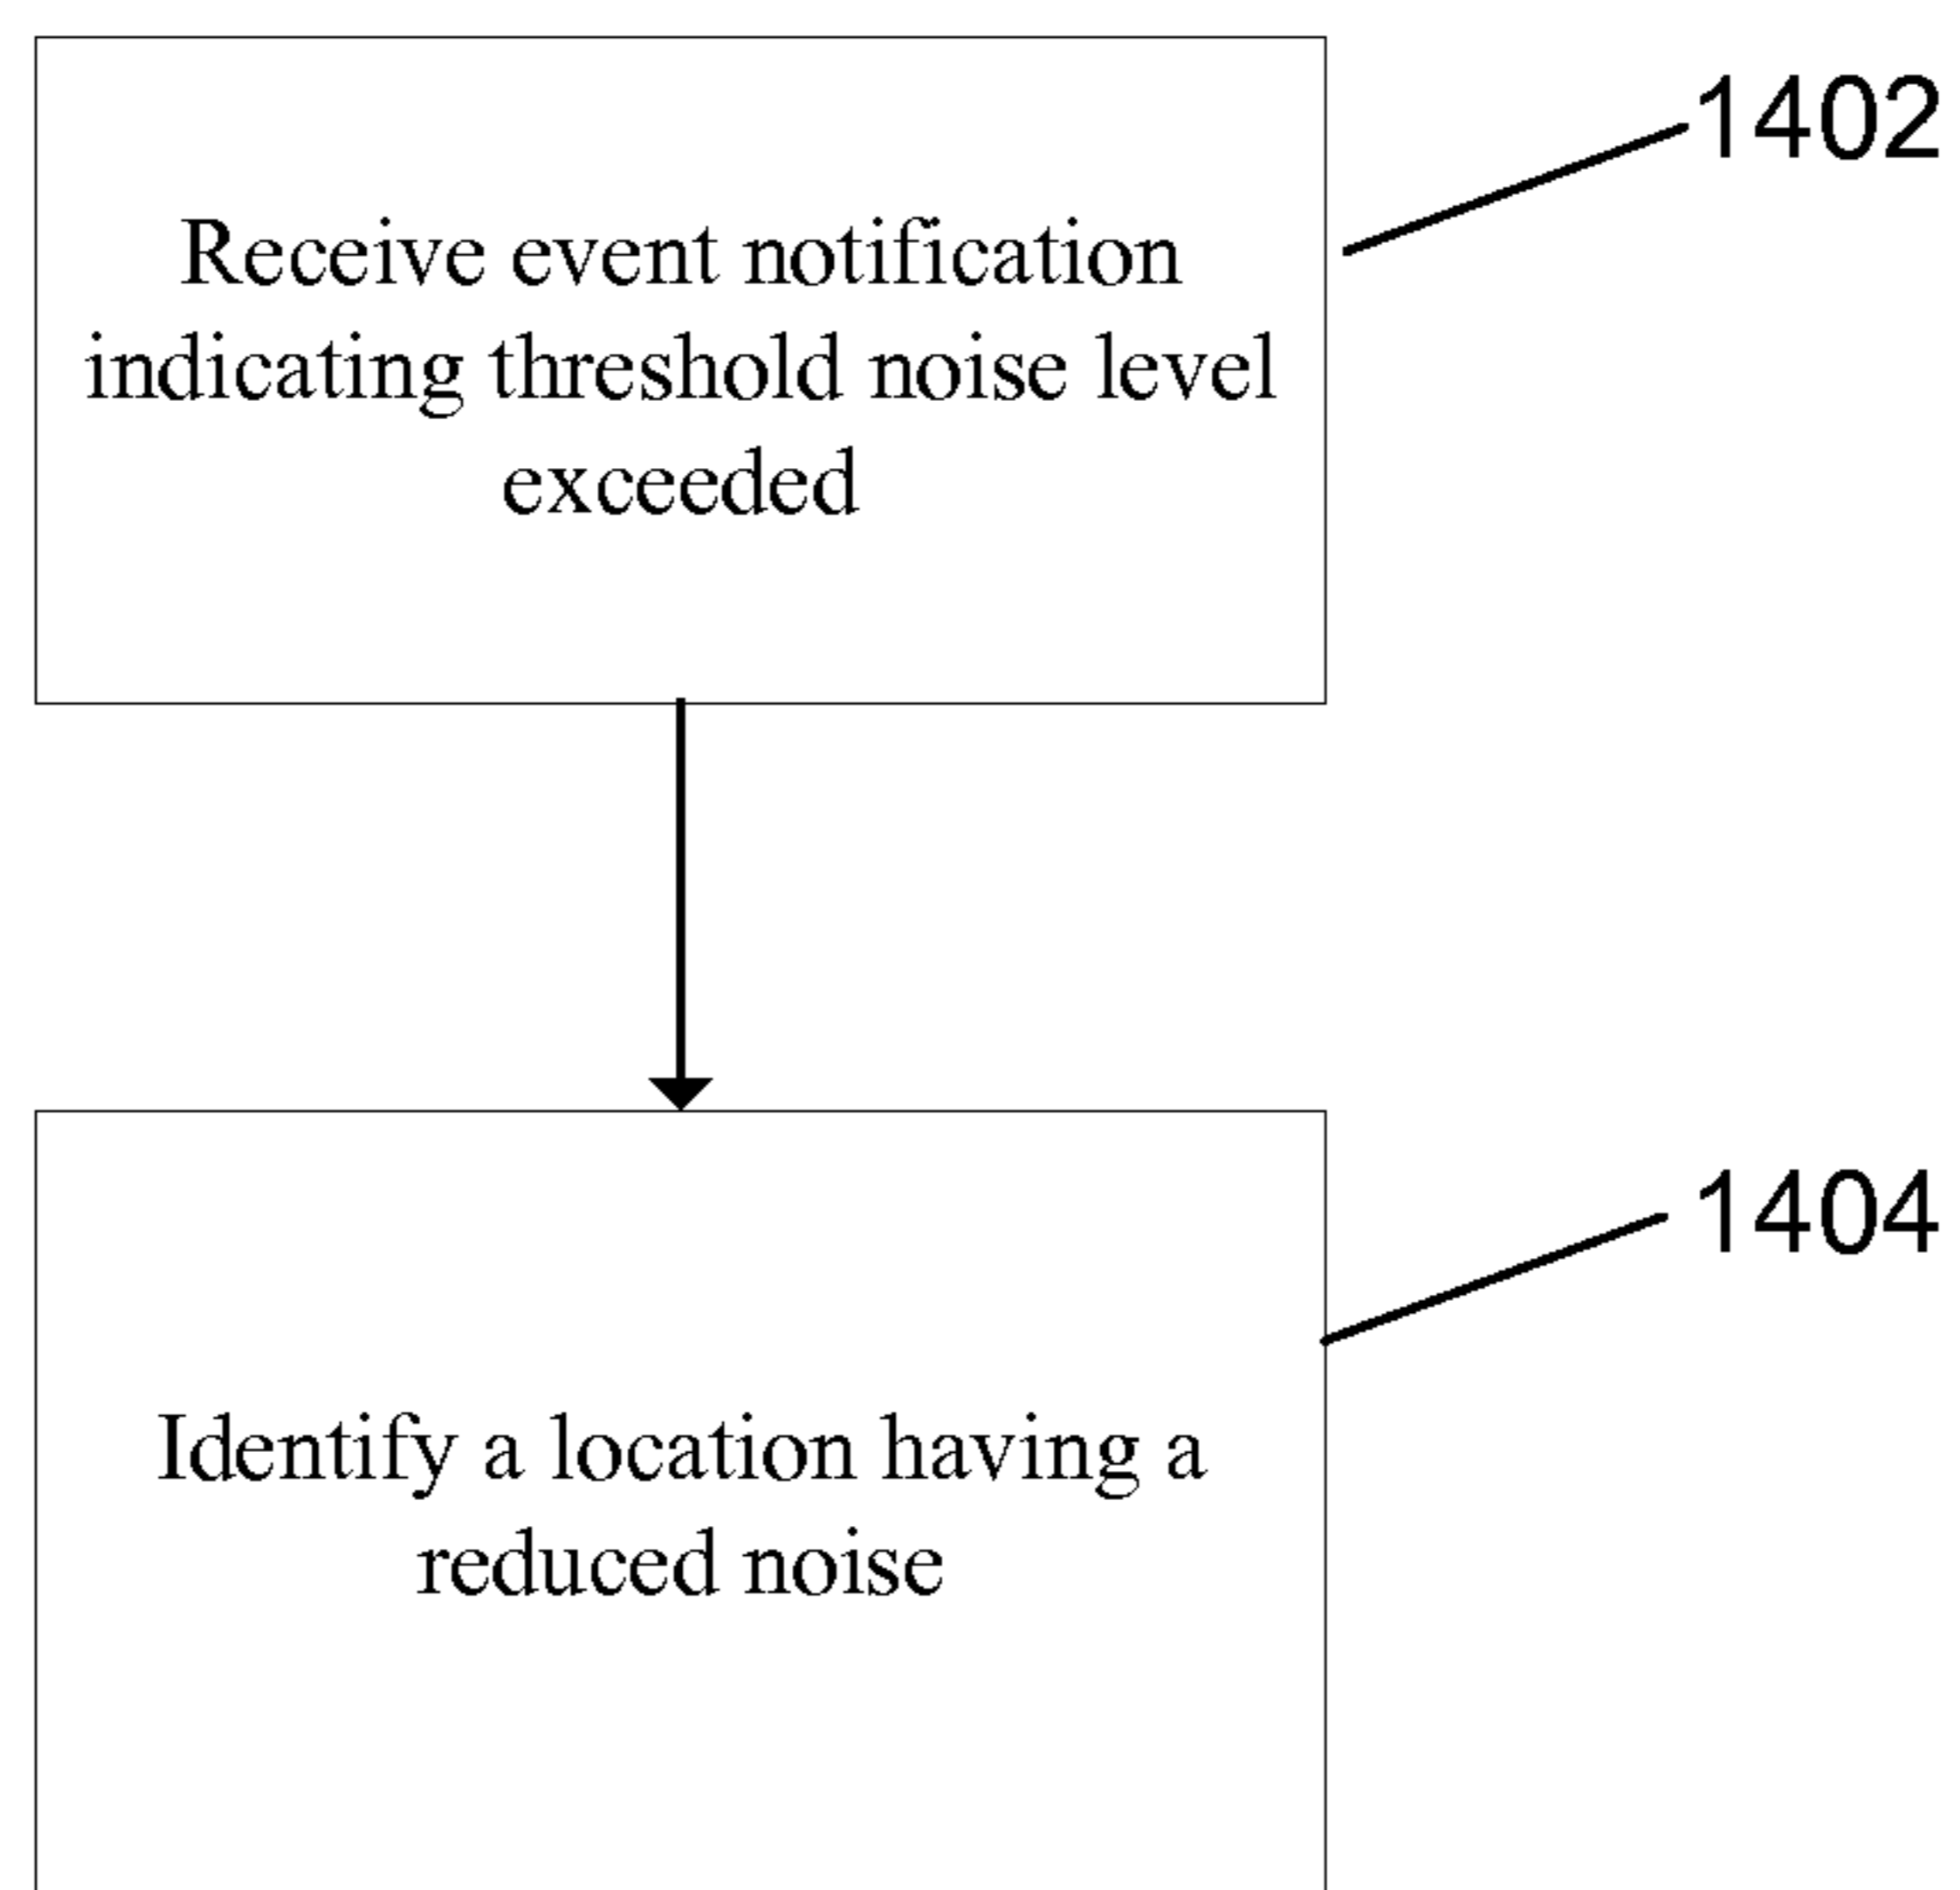 1402
Receive event notification
indicating threshold noise level
exceeded
1404
Identify a location having a
reduced noise